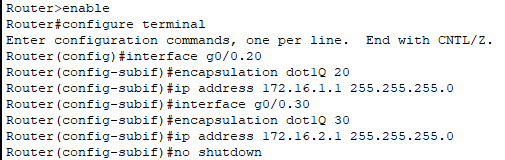 Router>enable
Router#configure terminal
Enter configuration commands, one per line.  End with CNTL/Z.
Router(config)#interface g0/0.20
Router(config-subif)#encapsulation dot1Q 20
Router(config-subif)#ip address 172.16.1.1 255.255.255.0
Router(config-subif)#interface g0/0.30
Router(config-subif)#encapsulation dot1Q 30
Router(config-subif)#ip address 172.16.2.1 255.255.255.0
Router(config-subif)#no shutdown